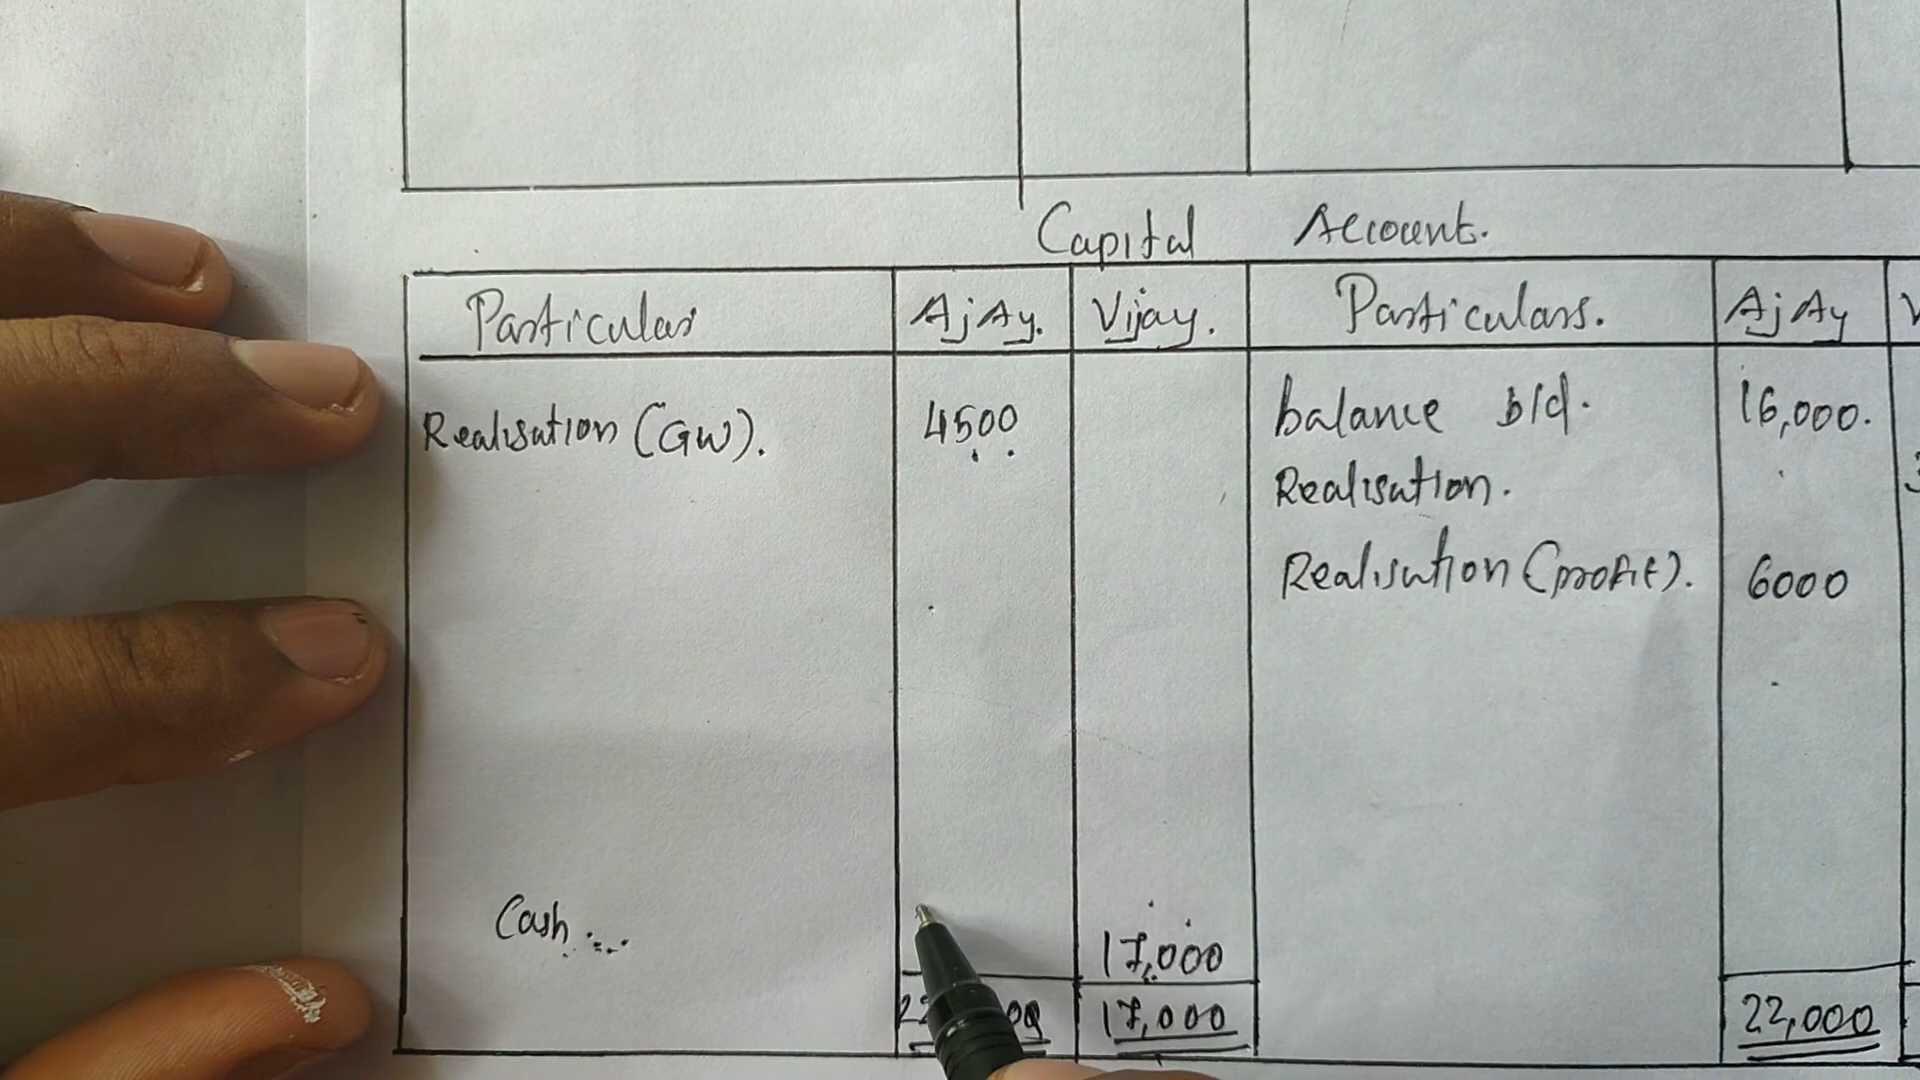 Capital Account.
Particular AjAy. Vijay. Particulars. AjAy
Realisation (GW). 4500 balance b/d. 16,000.
Realisation.
Realisation (profit). 6000
Cash 17,000
17,000 22,000